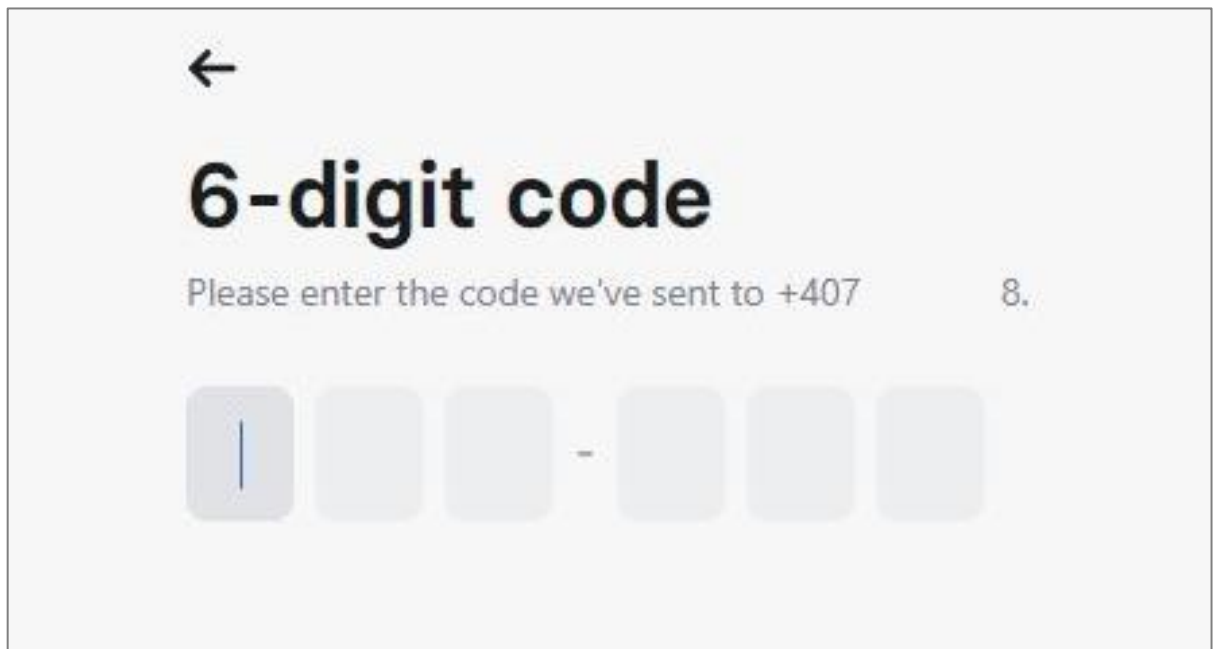 ←
6-digit code
Please enter the code we've sent to +407 8.
-